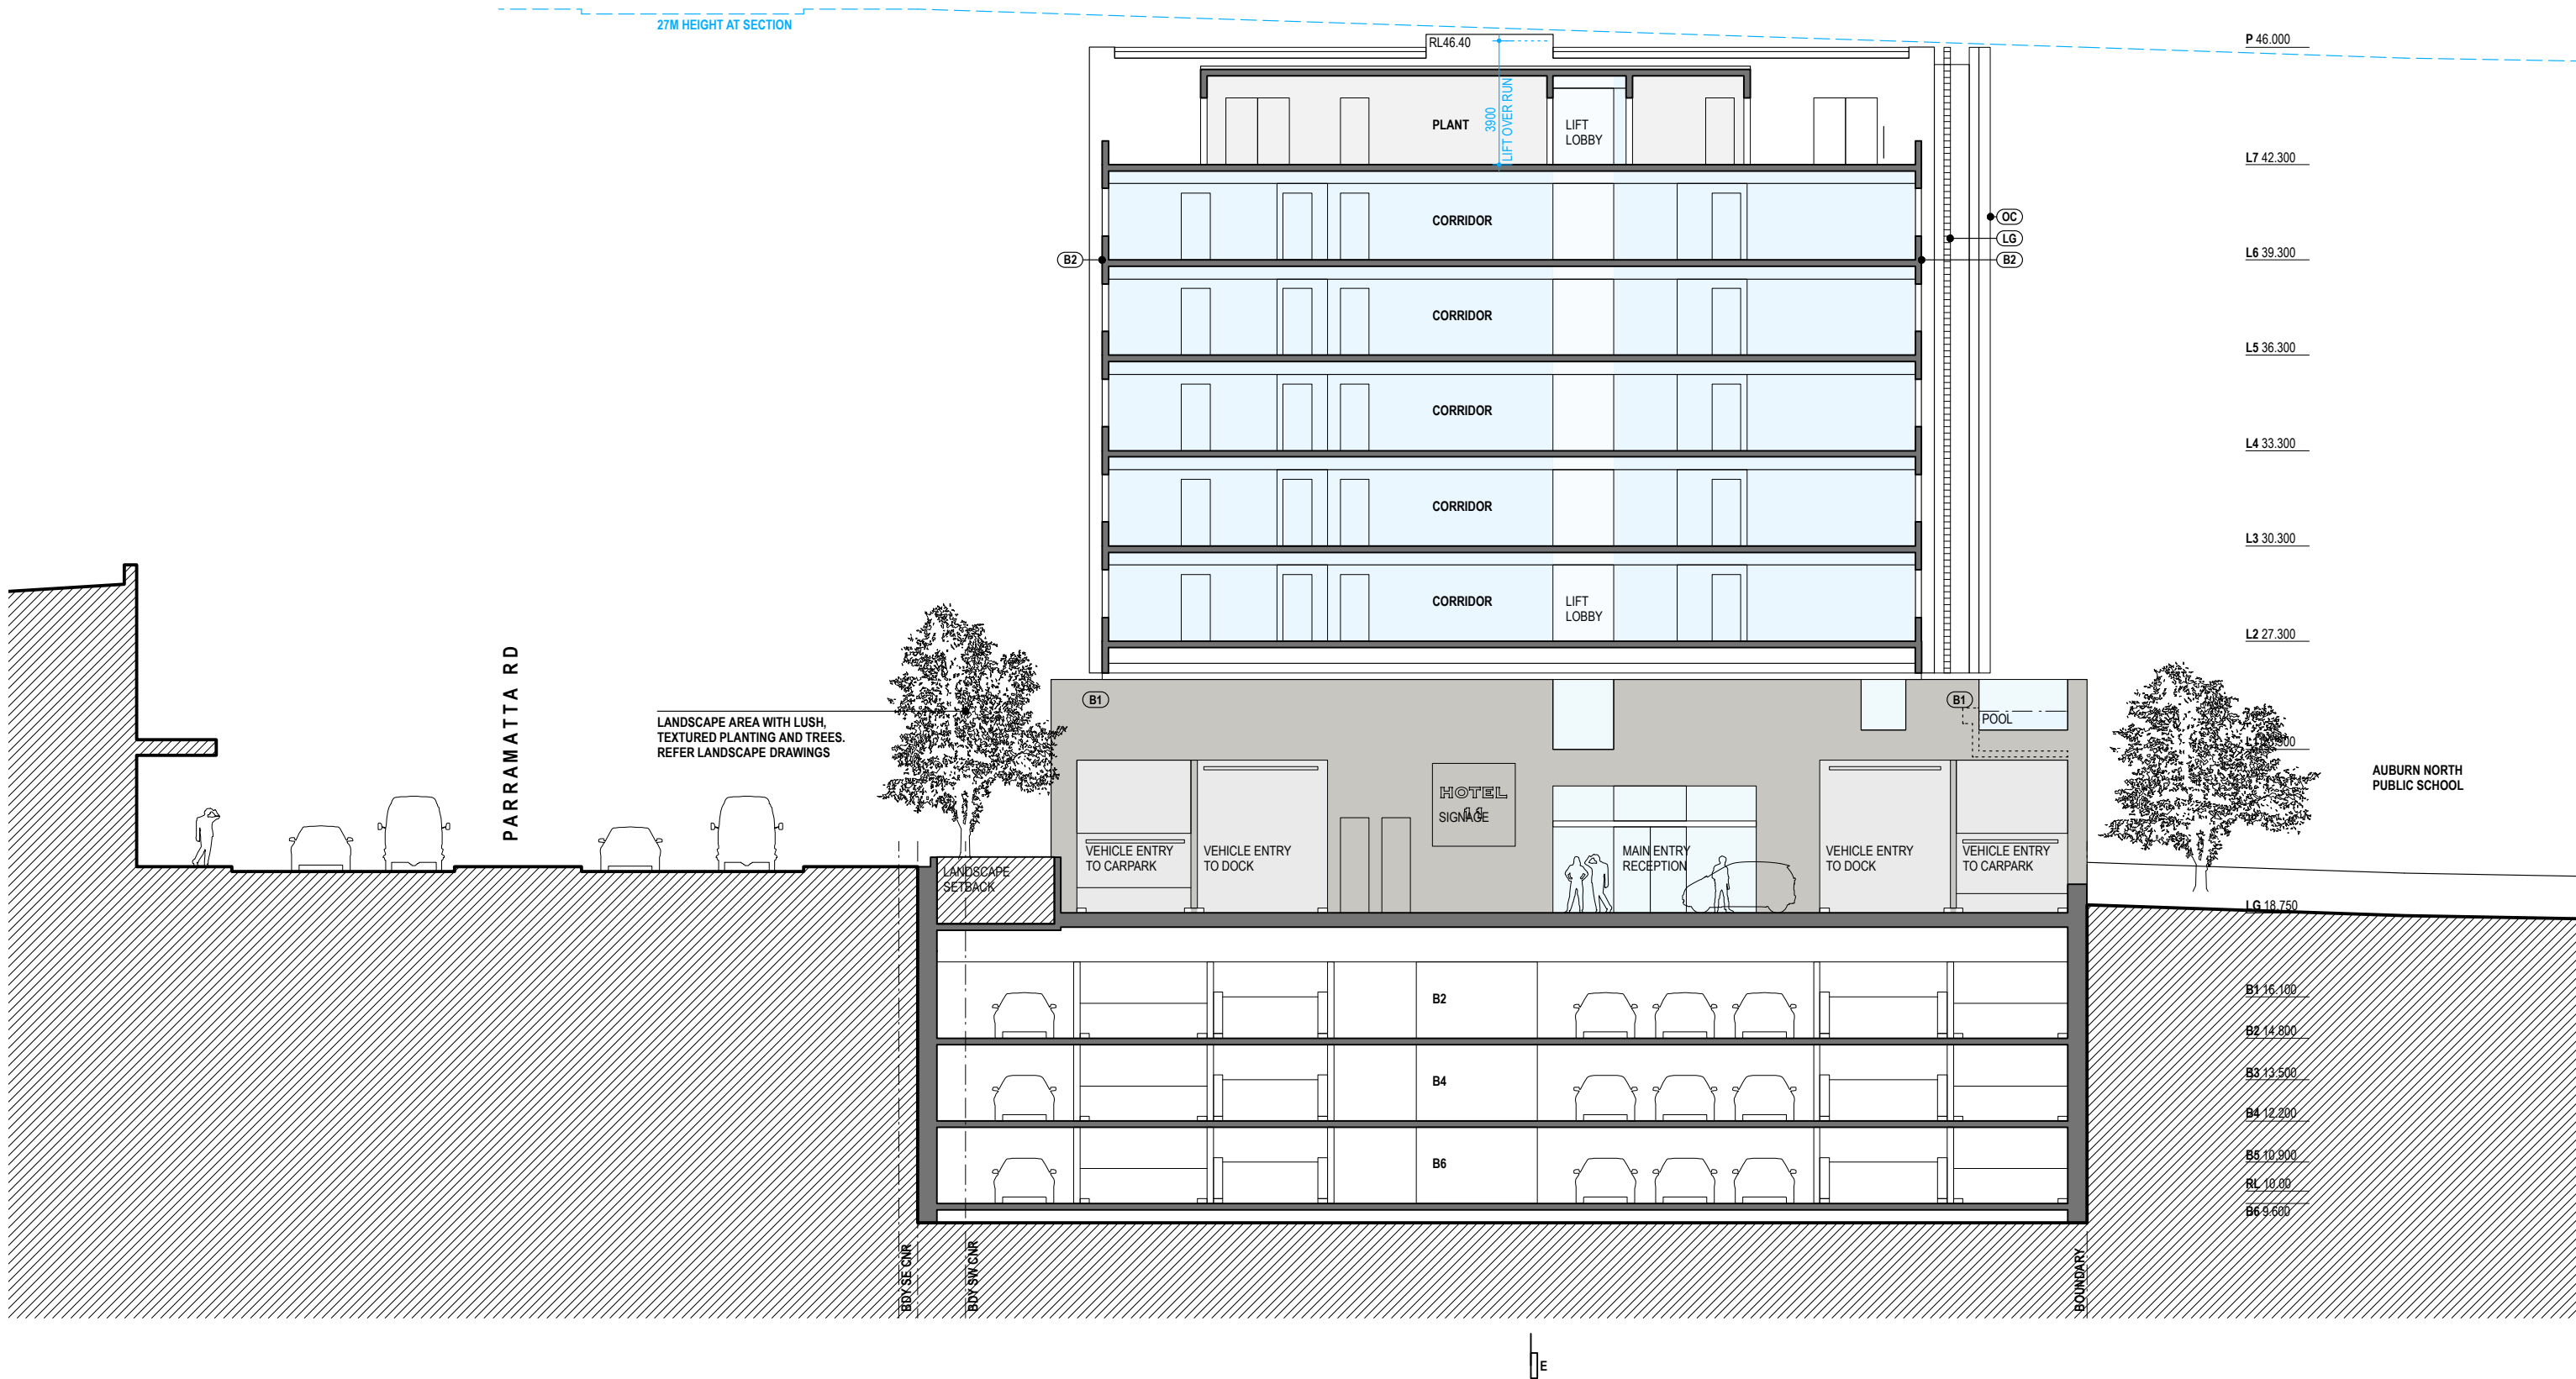 27M HEIGHT AT SECTION
RL46.40
P 46.000
PLANT
3900
LIFT OVER RUN
LIFT
LOBBY
L7 42.300
CORRIDOR
OC
LG
B2
B2
L6 39.300
CORRIDOR
L5 36.300
CORRIDOR
L4 33.300
CORRIDOR
L3 30.300
CORRIDOR
LIFT
LOBBY
L2 27.300
PARRAMATTA RD
LANDSCAPE AREA WITH LUSH,
TEXTURED PLANTING AND TREES.
REFER LANDSCAPE DRAWINGS
B1
B1
POOL
AUBURN NORTH
PUBLIC SCHOOL
HOTEL
SIGNAGE
LANDSCAPE
SETBACK
VEHICLE ENTRY
TO CARPARK
VEHICLE ENTRY
TO DOCK
MAIN ENTRY
RECEPTION
VEHICLE ENTRY
TO DOCK
VEHICLE ENTRY
TO CARPARK
LG 18.750
B2
B1 16.100
B2 14.800
B4
B3 13.500
B4 12.200
B6
B5 10.900
RL 10.00
B6 9.600
BDY SE CNR
BDY SW CNR
BOUNDARY
E